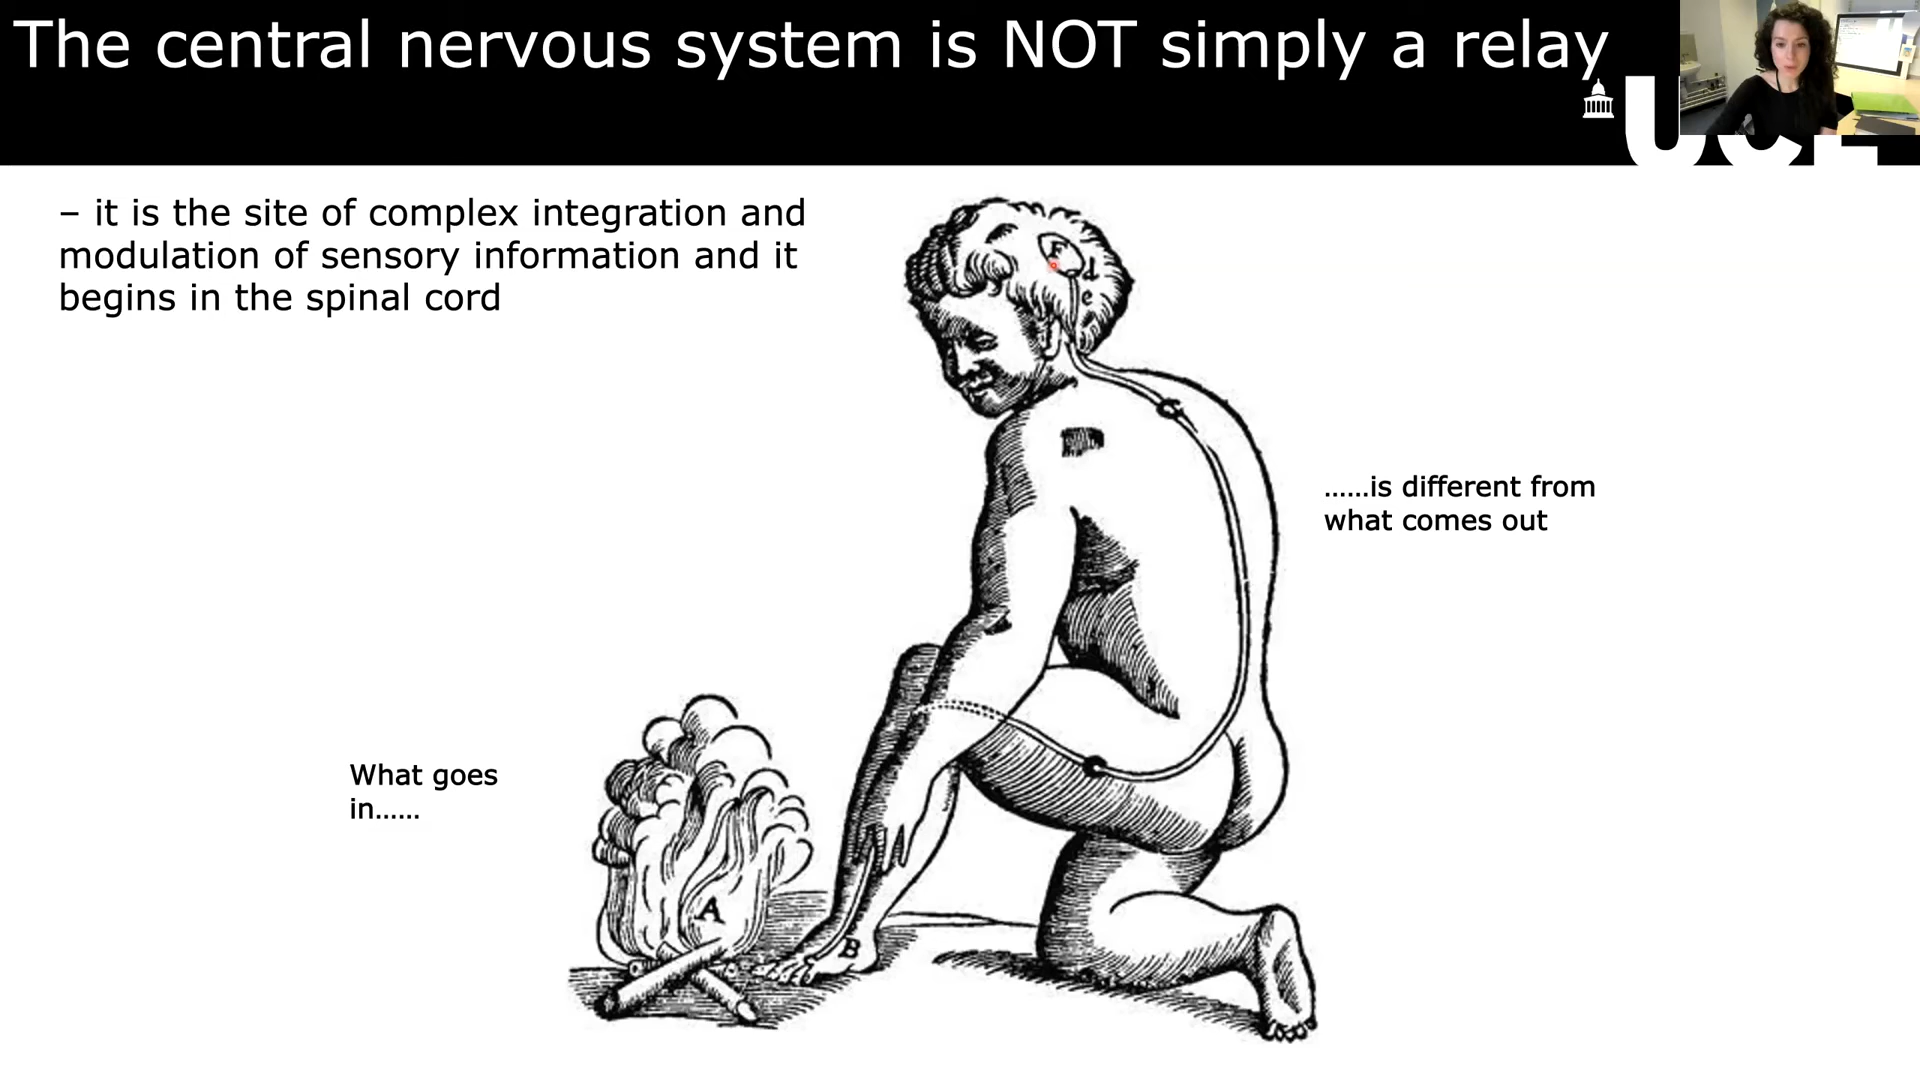 The central nervous system is NOT simply a relay
UCL
– it is the site of complex integration and
modulation of sensory information and it
begins in the spinal cord
F
d
e
c
……is different from
what comes out
What goes
in……
A
B